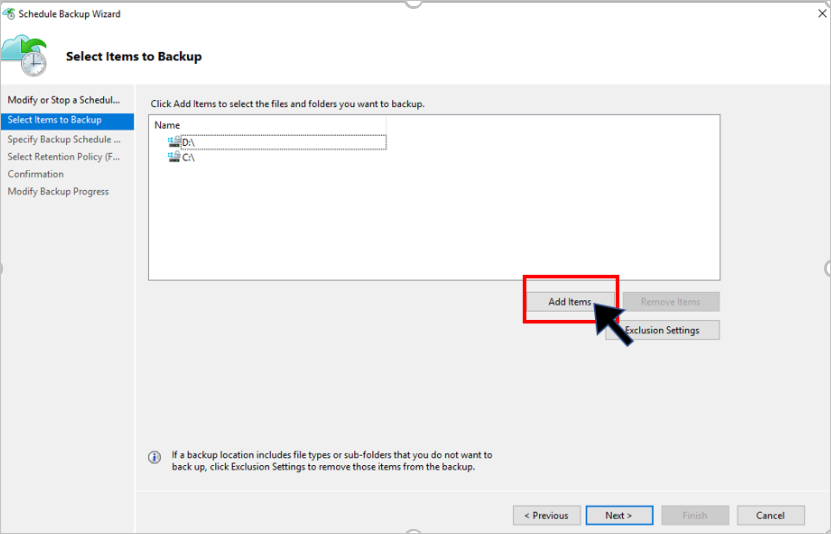 Schedule Backup Wizard
Select Items to Backup
Modify or Stop a Schedul...
Select Items to Backup
Specify Backup Schedule ...
Select Retention Policy (F...
Confirmation
Modify Backup Progress
Click Add Items to select the files and folders you want to backup.
Name
D:\
C:\
Add Items
Remove Items
Exclusion Settings
If a backup location includes file types or sub-folders that you do not want to
back up, click Exclusion Settings to remove those items from the backup.
< Previous
Next >
Finish
Cancel